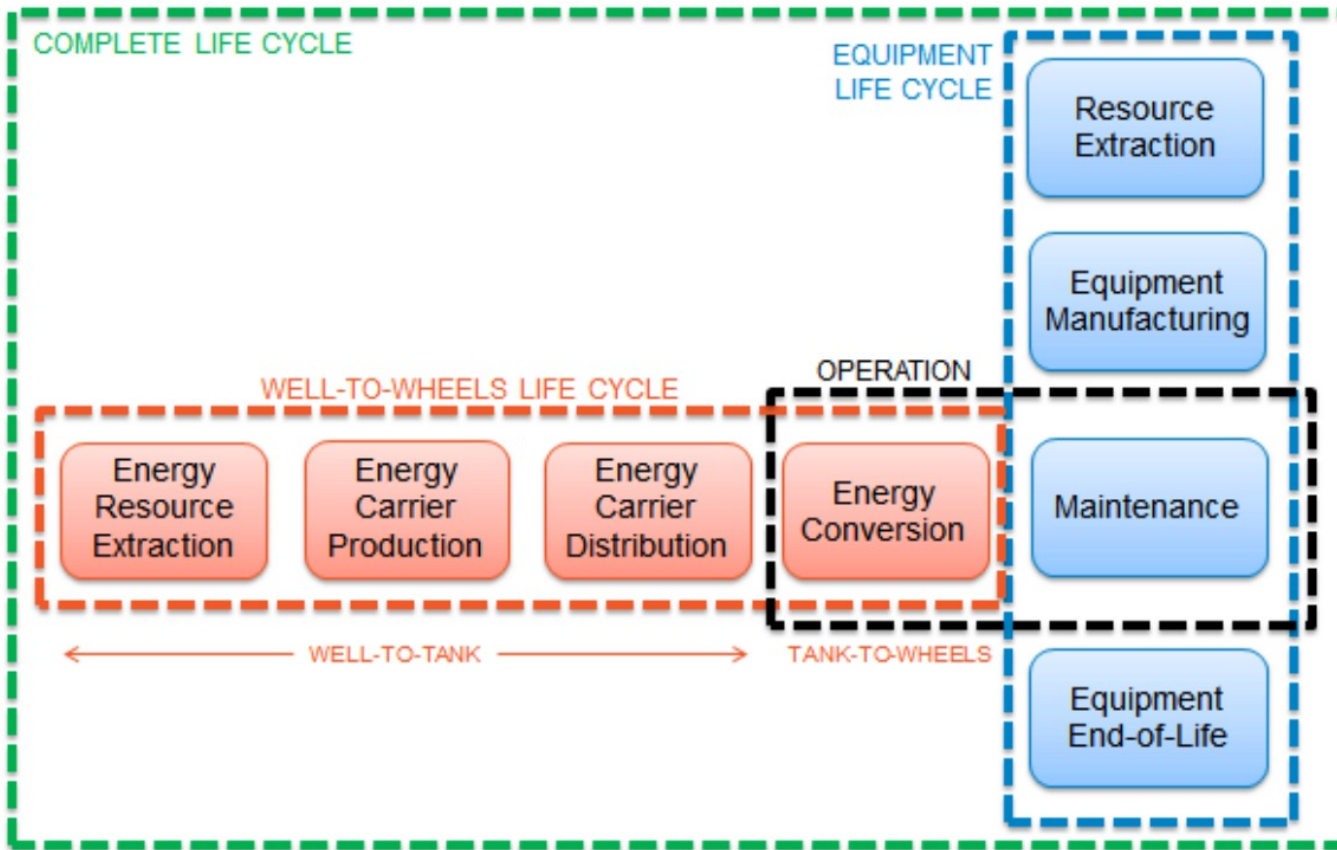 COMPLETE LIFE CYCLE
EQUIPMENT
LIFE CYCLE
Resource
Extraction
Equipment
Manufacturing
OPERATION
WELL-TO-WHEELS LIFE CYCLE
Energy
Resource
Extraction
Energy
Carrier
Production
Energy
Carrier
Distribution
Energy
Conversion
Maintenance
WELL-TO-TANK
TANK-TO-WHEELS
Equipment
End-of-Life